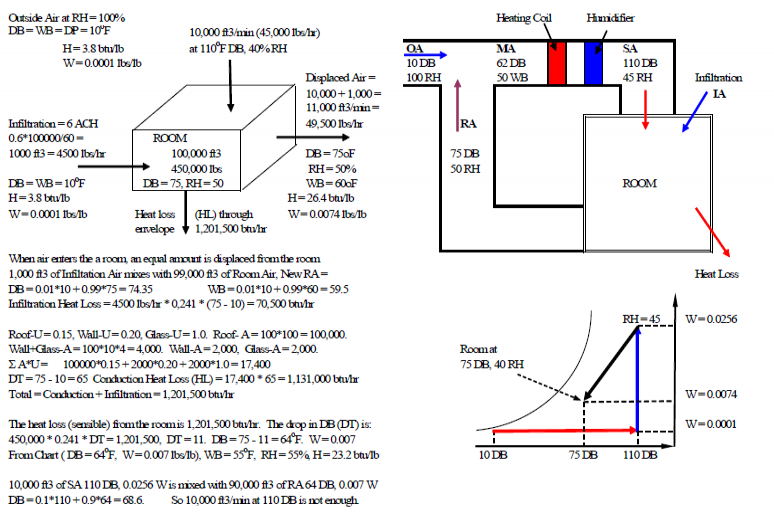 Outside Air at RH = 100%
DB = WB = DP = 10°F
H = 3.8 btu/lb
W = 0.0001 lbs/lb
10,000 ft3/min (45,000 lbs/hr)
at 110°F DB, 40% RH
Displaced Air =
10,000 + 1,000 =
11,000 ft3/min =
49,500 lbs/hr
Infiltration = 6 ACH
0.6*100000/60 =
1000 ft3 = 4500 lbs/hr
ROOM
100,000 ft3
450,000 lbs
DB = 75, RH = 50
DB = 75oF
RH = 50%
WB = 60oF
H = 26.4 btu/lb
W = 0.0074 lbs/lb
DB = WB = 10°F
H = 3.8 btu/lb
W = 0.0001 lbs/lb
Heat loss (HL) through
envelope 1,201,500 btu/hr
When air enters the a room, an equal amount is displaced from the room
1,000 ft3 of Infiltation Air mixes with 99,000 ft3 of Room Air, New RA =
DB = 0.01*10 + 0.99*75 = 74.35 WB = 0.01*10 + 0.99*60 = 59.5
Infiltration Heat Loss = 4500 lbs/hr * 0,241 * (75 - 10) = 70,500 btu/hr
Roof-U = 0.15, Wall-U = 0.20, Glass-U = 1.0. Roof- A = 100*100 = 100,000.
Wall+Glass-A = 100*10*4 = 4,000. Wall-A = 2,000, Glass-A = 2,000.
Σ A*U = 100000*0.15 + 2000*0.20 + 2000*1.0 = 17,400
DT = 75 - 10 = 65 Conduction Heat Loss (HL) = 17,400 * 65 = 1,131,000 btu/hr
Total = Conduction + Infiltration = 1,201,500 btu/hr
The heat loss (sensible) from the room is 1,201,500 btu/hr. The drop in DB (DT) is:
450,000 * 0.241 * DT = 1,201,500, DT = 11. DB = 75 - 11 = 64°F. W = 0.007
From Chart ( DB = 64°F, W = 0.007 lbs/lb), WB = 55°F, RH = 55%, H = 23.2 btu/lb
10,000 ft3 of SA 110 DB, 0.0256 W is mixed with 90,000 ft3 of RA 64 DB, 0.007 W
DB = 0.1*110 + 0.9*64 = 68.6. So 10,000 ft3/min at 110 DB is not enough.
Heating Coil
Humidifier
OA
10 DB
100 RH
MA
62 DB
50 WB
SA
110 DB
45 RH
Infiltration
IA
RA
75 DB
50 RH
ROOM
Heat Loss
RH = 45
W = 0.0256
Room at
75 DB, 40 RH
W = 0.0074
W = 0.0001
10 DB
75 DB
110 DB